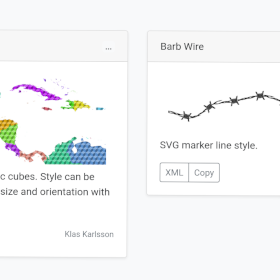 ...
c cubes. Style can be
size and orientation with
Klas Karlsson
Barb Wire
SVG marker line style.
XML Copy